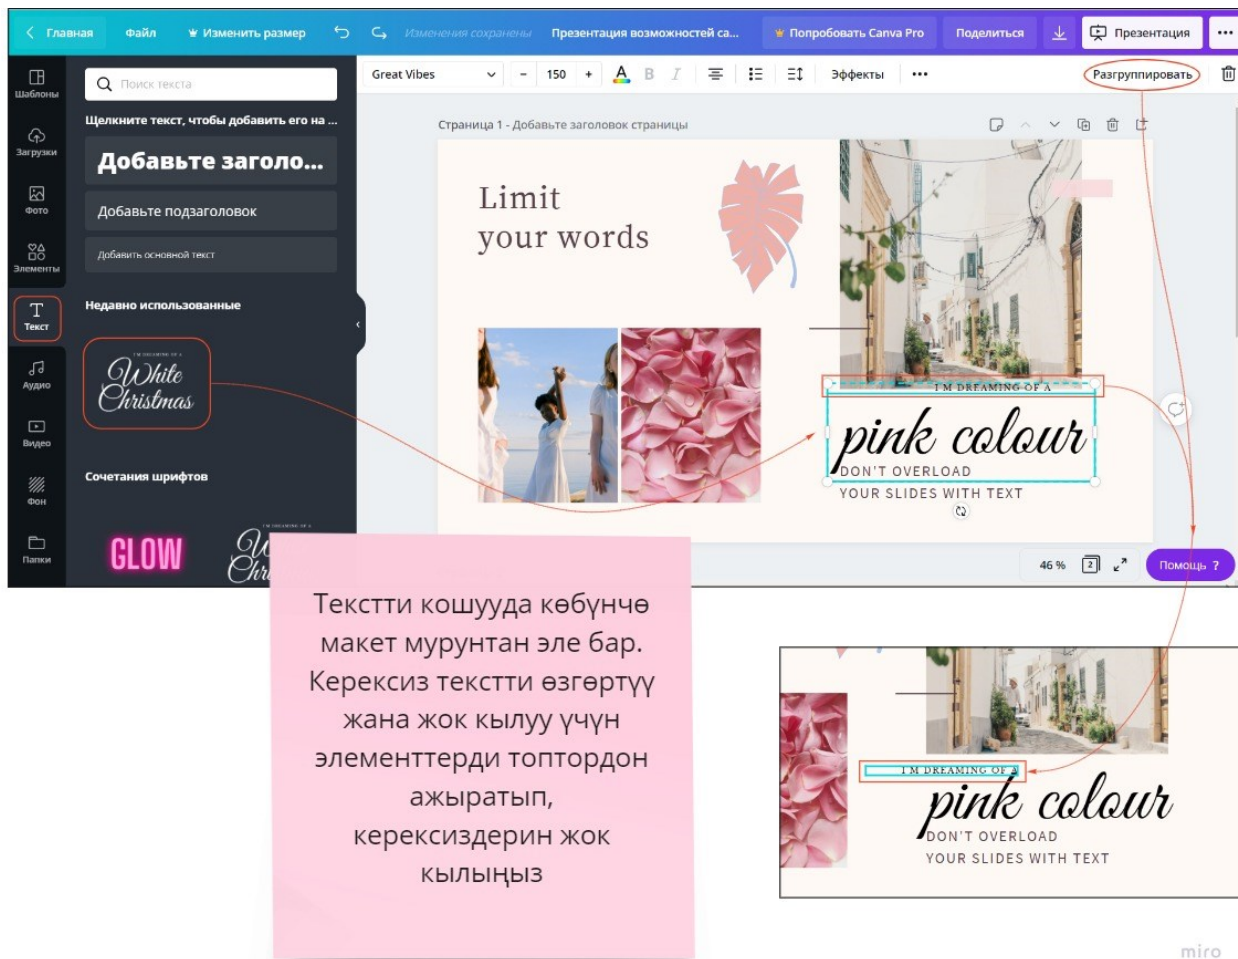 Главная Файл Изменить размер Изменения сохранены Презентация возможностей са... Попробовать Canva Pro Поделиться Презентация
Шаблоны
Загрузки
Фото
Элементы
Текст
Аудио
Видео
Фон
Папки
Поиск текста
Щелкните текст, чтобы добавить его на ...
Добавьте заголо...
Добавьте подзаголовок
Добавить основной текст
Недавно использованные
I'M DREAMING OF A
White
Christmas
Сочетания шрифтов
GLOW
I'M DREAMING OF A
Great Vibes - 150 + A B I Эффекты ... Разгруппировать
Страница 1 - Добавьте заголовок страницы
Limit
your words
I'M DREAMING OF A
pink colour
DON'T OVERLOAD
YOUR SLIDES WITH TEXT
46 % 2 Помощь ?
Текстти кошууда көбүнчө
макет мурунтан эле бар.
Керексиз текстти өзгөртүү
жана жок кылуу үчүн
элементтерди топтордон
ажыратып,
керексиздерин жок
кылыңыз
I'M DREAMING OF A
pink colour
DON'T OVERLOAD
YOUR SLIDES WITH TEXT
miro